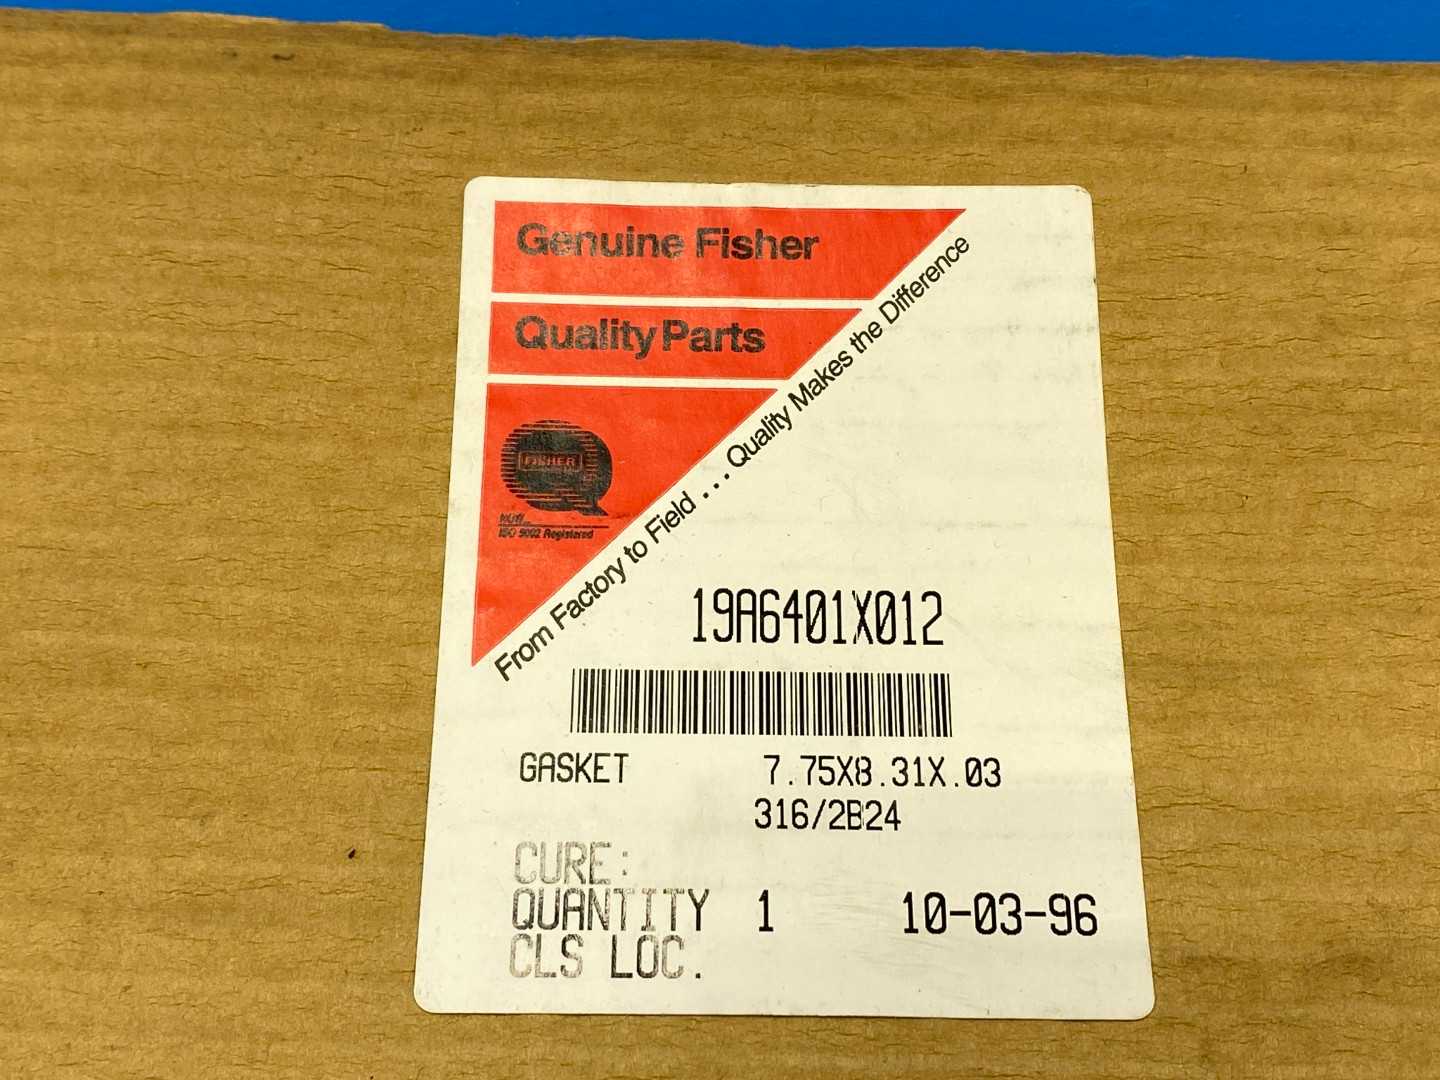 Genuine Fisher
Quality Parts
FISHER
ISO 9002 Registered
From Factory to Field ... Quality Makes the Difference
19A6401X012
GASKET 7.75X8.31X.03
316/2B24
CURE:
QUANTITY 1 10-03-96
CLS LOC.